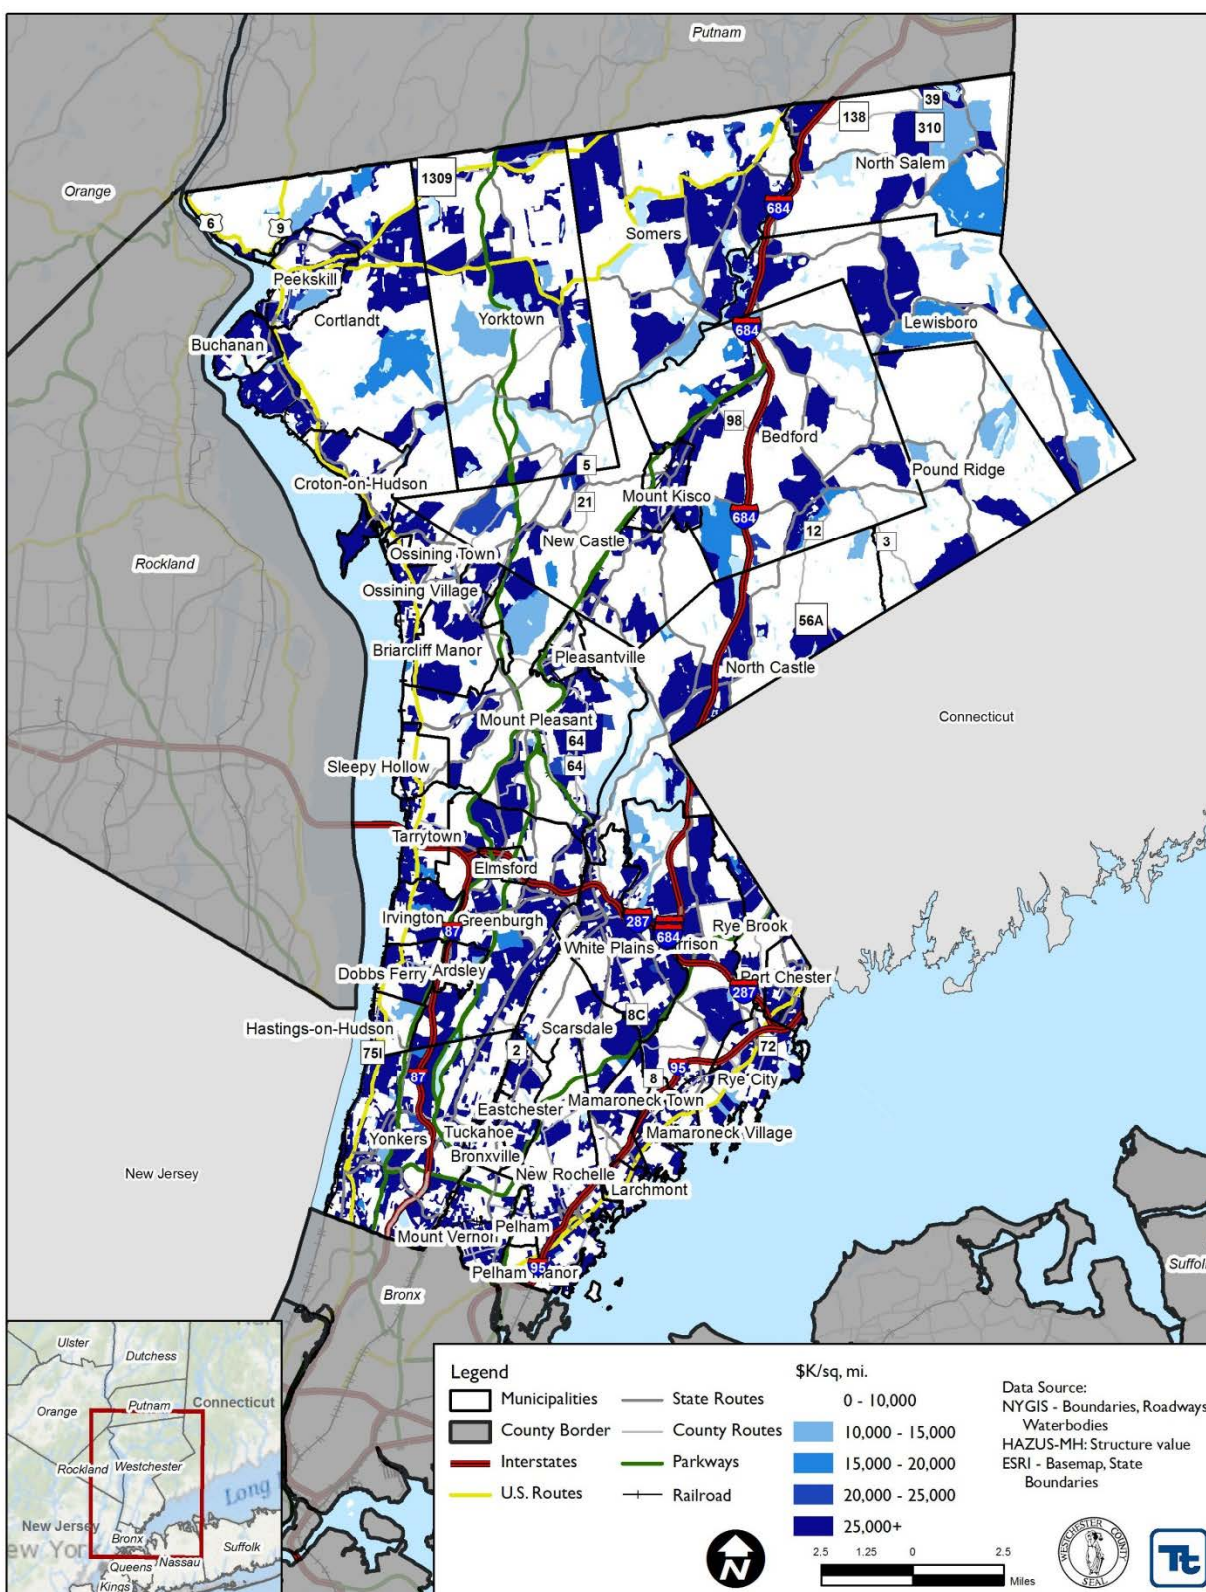 Putnam
39
138
310
North Salem
1309
Orange
684
6
9
Somers
Peekskill
Cortlandt
Yorktown
Lewisboro
684
Buchanan
98
Bedford
Pound Ridge
5
Croton-on-Hudson
Mount Kisco
21
684
12
3
New Castle
Ossining Town
Rockland
Ossining Village
56A
Briarcliff Manor
Pleasantville
North Castle
Connecticut
Mount Pleasant
64
64
Sleepy Hollow
Tarrytown
Elmsford
Irvington
Greenburgh
87
287
684
Rye Brook
White Plains
rrison
Dobbs Ferry
Ardsley
Port Chester
287
8C
Hastings-on-Hudson
Scarsdale
75I
2
72
87
8
95
Rye City
Mamaroneck Town
Eastchester
Tuckahoe
Mamaroneck Village
Yonkers
Bronxville
New Jersey
New Rochelle
Larchmont
Pelham
Mount Vernon
95
Pelham Manor
Suffolk
Bronx
Ulster
Dutchess
Putnam
Connecticut
Orange
Rockland
Westchester
Long
New Jersey
Bronx
ew York
Queens
Nassau
Suffolk
Kings
Legend
Municipalities
County Border
Interstates
U.S. Routes
State Routes
County Routes
Parkways
Railroad
$K/sq, mi.
0 - 10,000
10,000 - 15,000
15,000 - 20,000
20,000 - 25,000
25,000+
Data Source:
NYGIS - Boundaries, Roadways,
Waterbodies
HAZUS-MH: Structure value
ESRI - Basemap, State
Boundaries
N
WESTCHESTER COUNTY
SEAL
Tt
2.5 1.25 0 2.5
Miles